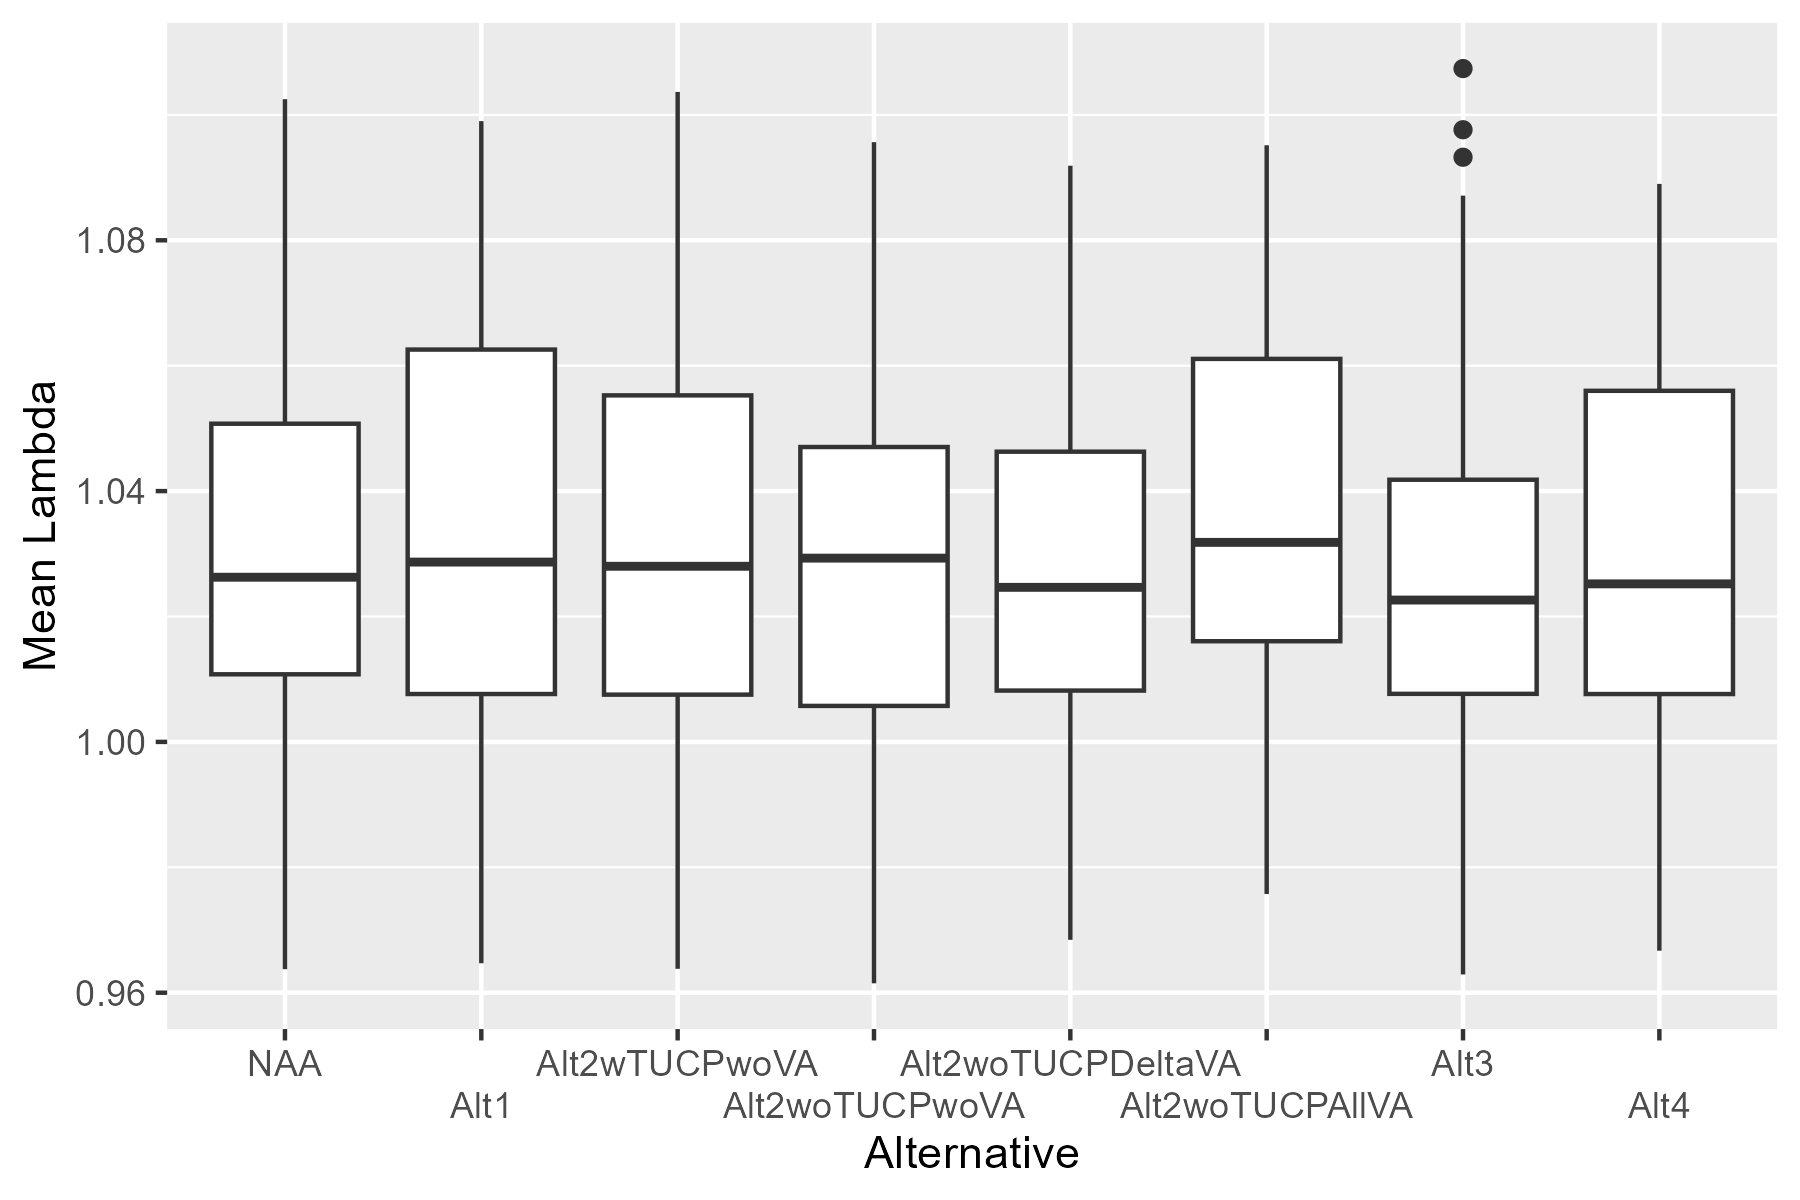 Mean Lambda
1.08
1.04
1.00
0.96
NAA Alt2wTUCPwoVA Alt2woTUCPDeltaVA Alt3
Alt1 Alt2woTUCPwoVA Alt2woTUCPAllVA Alt4
Alternative